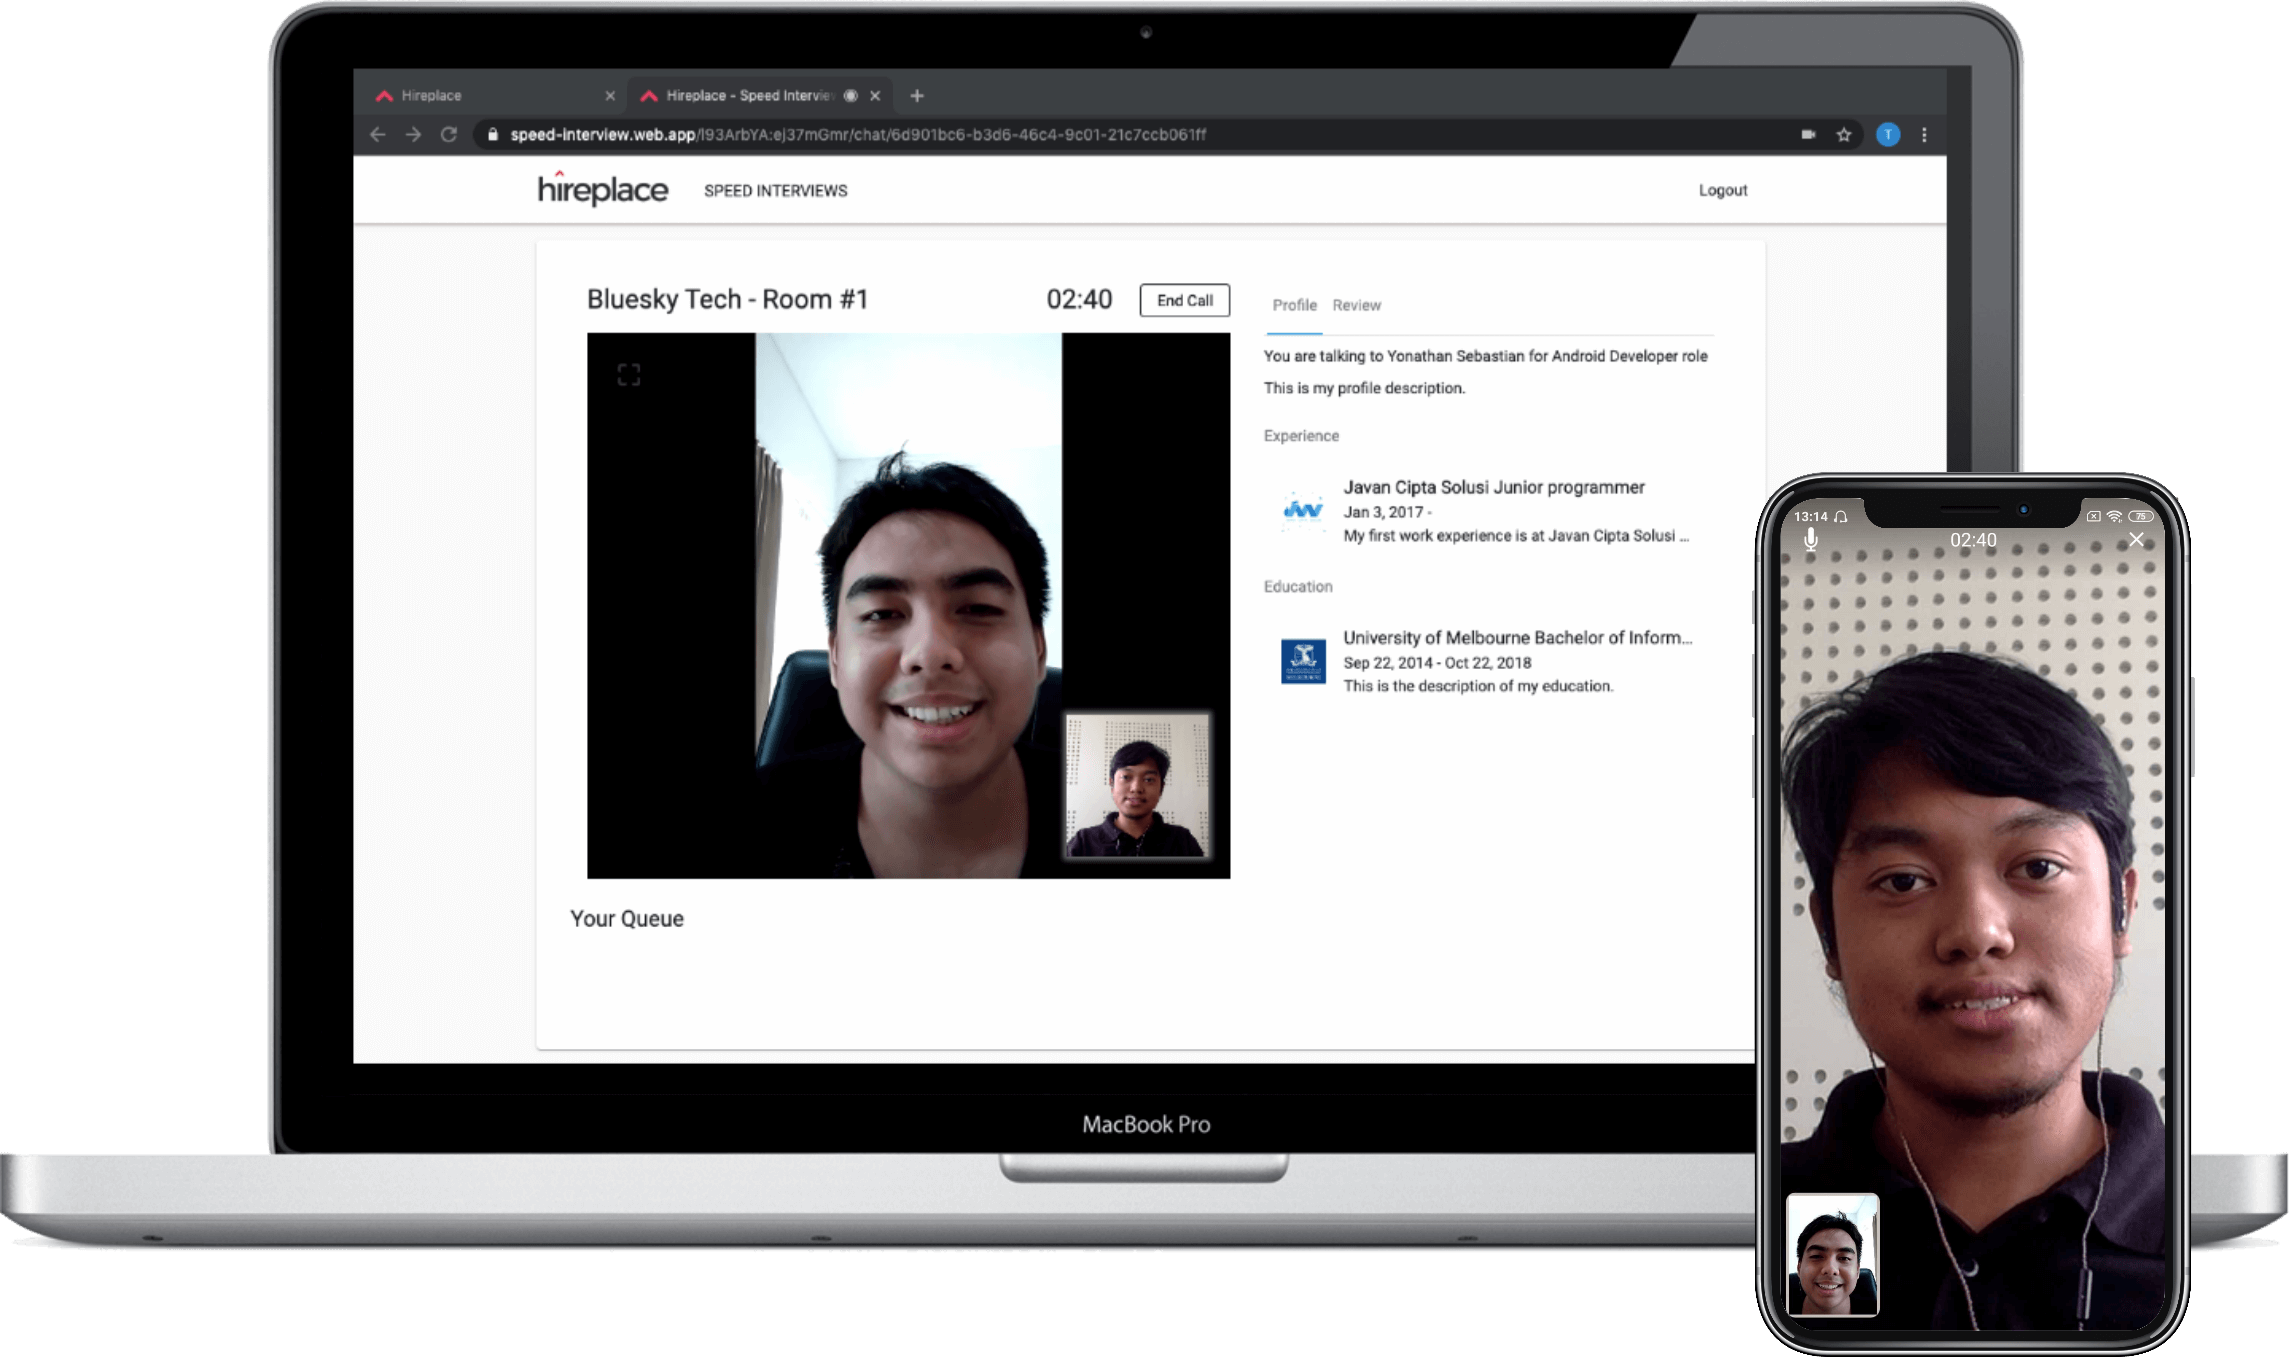 Hireplace
Hireplace - Speed Interview
speed-interview.web.app/l93ArbYA:ej37mGmr/chat/6d901bc6-b3d6-46c4-9c01-21c7ccb061ff
T
hireplace
SPEED INTERVIEWS
Logout
Bluesky Tech - Room #1
02:40
End Call
Profile
Review
You are talking to Yonathan Sebastian for Android Developer role
This is my profile description.
Experience
Javan Cipta Solusi Junior programmer
Jan 3, 2017 -
My first work experience is at Javan Cipta Solusi ...
Education
University of Melbourne Bachelor of Inform...
Sep 22, 2014 - Oct 22, 2018
This is the description of my education.
Your Queue
MacBook Pro
13:14
75
02:40